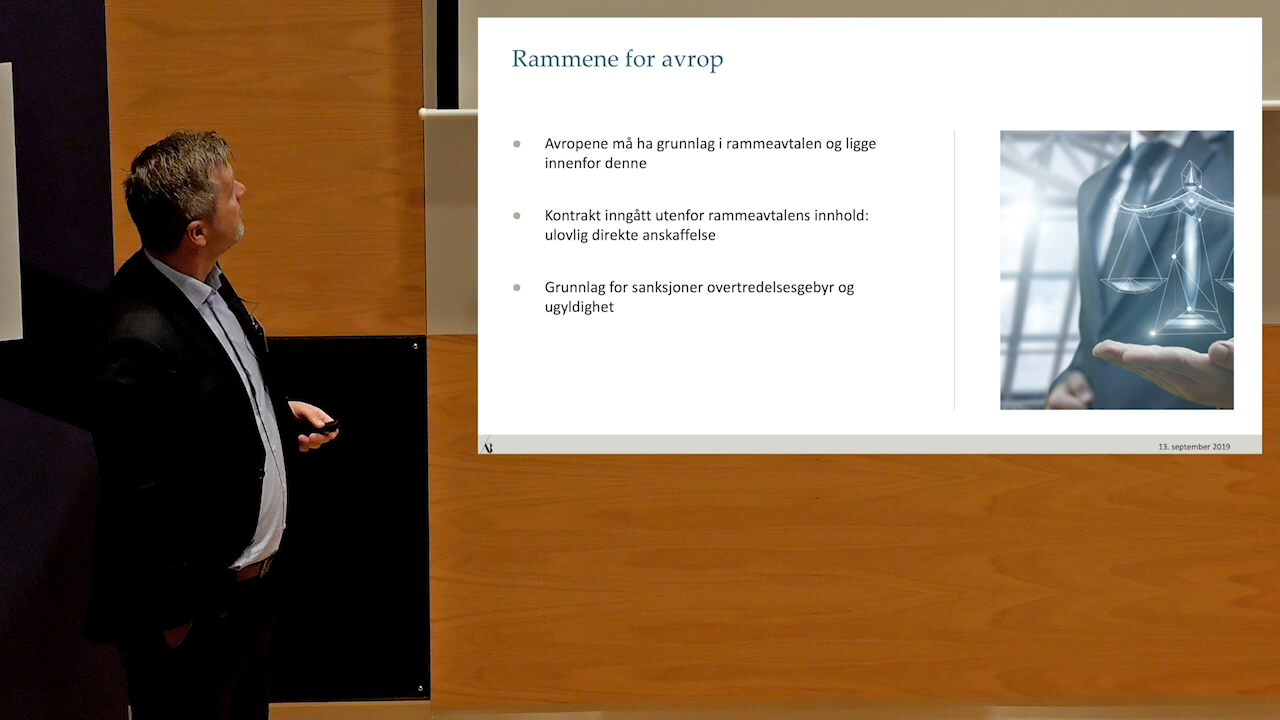 Rammene for avrop
Avropene må ha grunnlag i rammeavtalen og ligge
innenfor denne
Kontrakt inngått utenfor rammeavtalens innhold:
ulovlig direkte anskaffelse
Grunnlag for sanksjoner overtredelsesgebyr og
ugyldighet
AB
13. september 2019